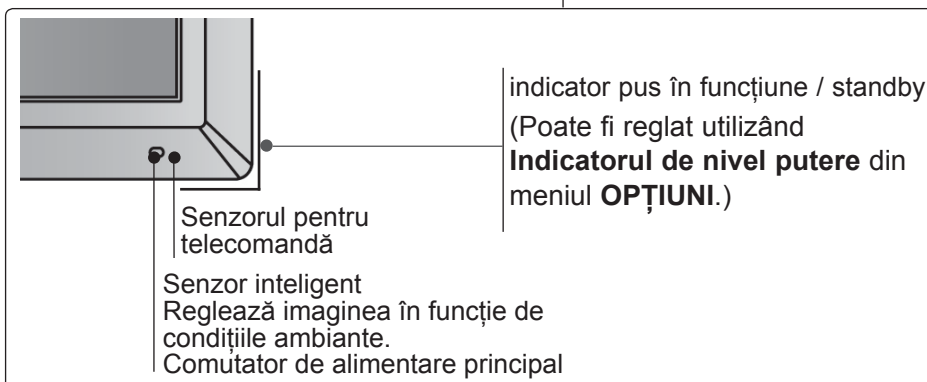 indicator pus în funcțiune / standby
(Poate fi reglat utilizând
Indicatorul de nivel putere din
meniul OPȚIUNI.)
Senzorul pentru
telecomandă
Senzor inteligent
Reglează imaginea în funcție de
condițiile ambiante.
Comutator de alimentare principal